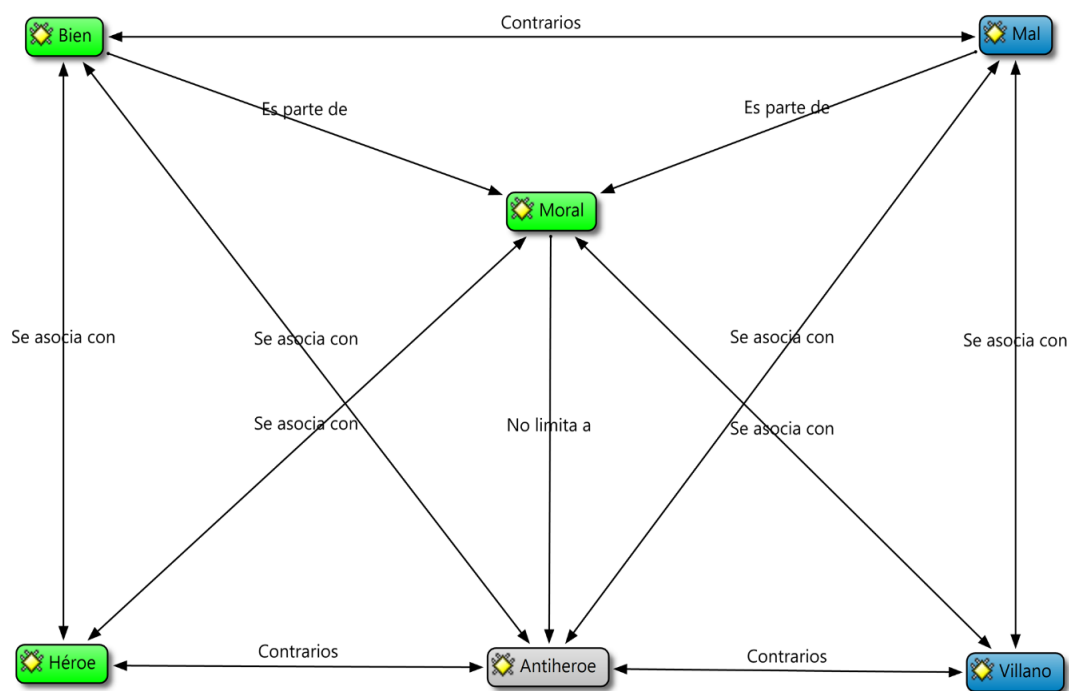 Contrarios
Bien
Mal
Es parte de
Es parte de
Moral
Se asocia con
Se asocia con
Se asocia con
Se asocia con
Se asocia con
No limita a
Se asocia con
Contrarios
Contrarios
Héroe
Antiheroe
Villano